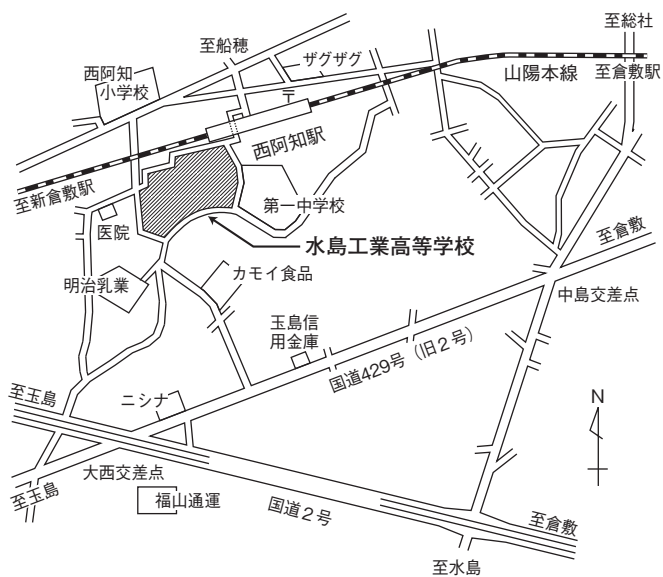 至総社
至船穂
ザグザグ
西阿知
小学校
山陽本線
至倉敷駅
〒
西阿知駅
至新倉敷駅
第一中学校
医院
水島工業高等学校
至倉敷
カモイ食品
明治乳業
中島交差点
玉島信
用金庫
国道429号（旧2号）
至玉島
ニシナ
N
大西交差点
至玉島
福山通運
国道2号
至倉敷
至水島